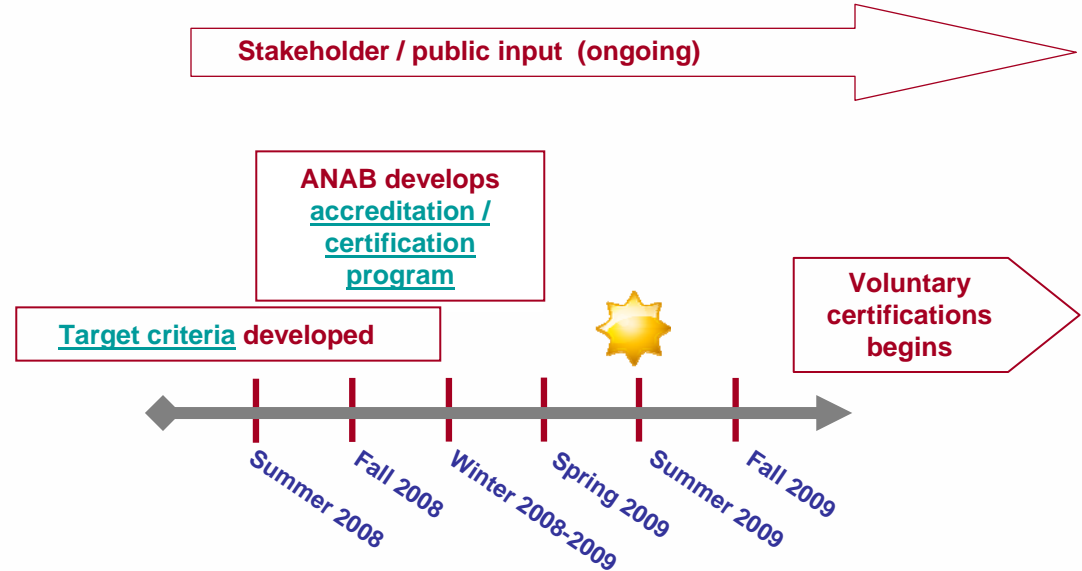 Stakeholder / public input (ongoing)
ANAB develops
accreditation /
certification
program
Target criteria developed
Voluntary
certifications
begins
Summer 2008
Fall 2008
Winter 2008-2009
Spring 2009
Summer 2009
Fall 2009